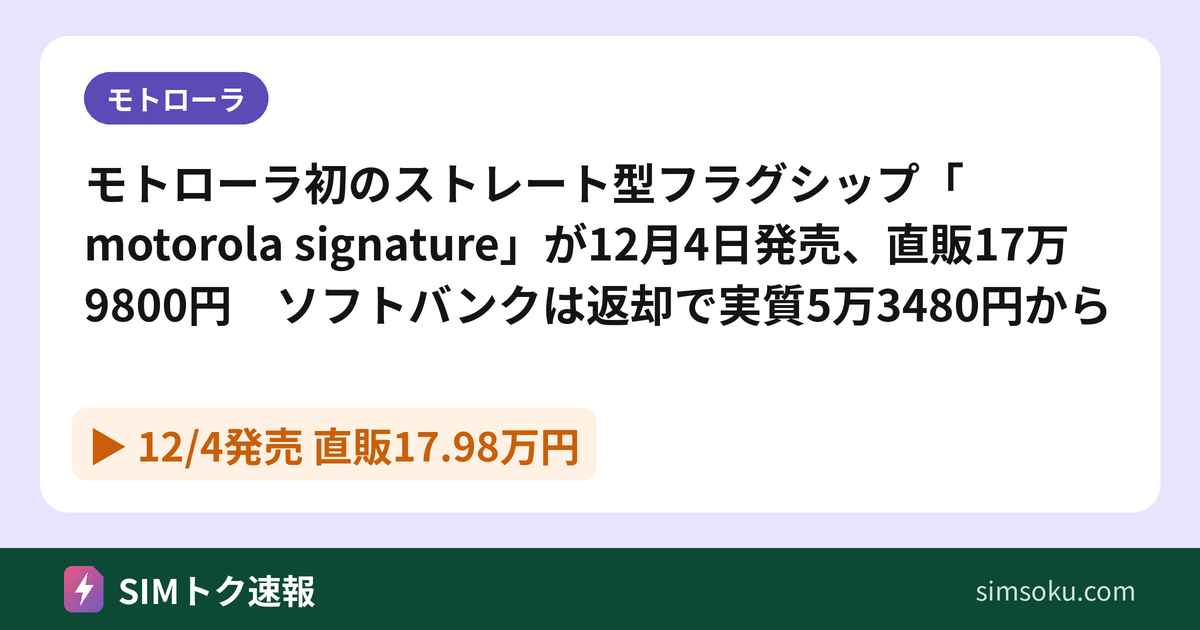 モトローラ
モトローラ初のストレート型フラグシップ「
motorola signature」が12月4日発売、直販17万
9800円　ソフトバンクは返却で実質5万3480円から
▶ 12/4発売 直販17.98万円
SIMトク速報
simsoku.com